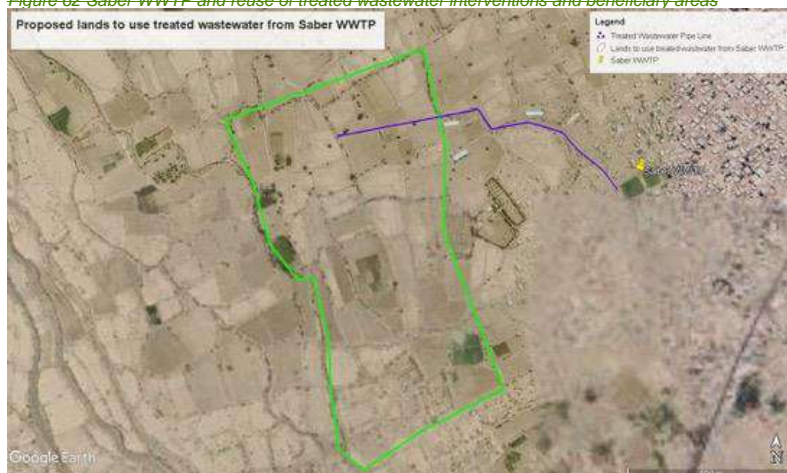 Figure 62 Saber WWTP and reuse of treated wastewater interventions and beneficiary areas
Proposed lands to use treated wastewater from Saber WWTP
Legend
Treated Wastewater Pipe Line
Lands to use treated wastewater from Saber WWTP
Saber WWTP
Saber WWTP
Google Earth
N